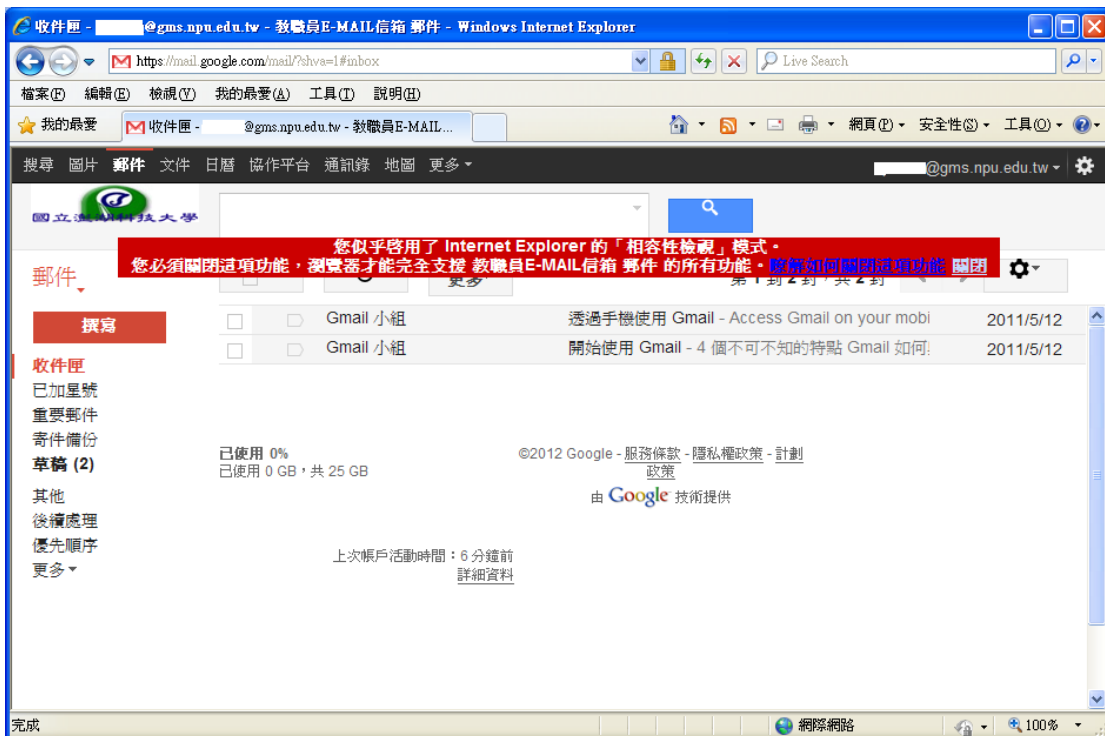 收件匣 - @gms.npu.edu.tw - 教職員E-MAIL信箱 郵件 - Windows Internet Explorer
https://mail.google.com/mail/?shva=1#inbox
Live Search
檔案(F) 編輯(E) 檢視(V) 我的最愛(A) 工具(T) 說明(H)
我的最愛 收件匣 - @gms.npu.edu.tw - 教職員E-MAIL... 網頁(P) 安全性(S) 工具(O)
搜尋 圖片 郵件 文件 日曆 協作平台 通訊錄 地圖 更多 @gms.npu.edu.tw
國立澎湖科技大學
您似乎啓用了 Internet Explorer 的「相容性檢視」模式。
您必須關閉這項功能,瀏覽器才能完全支援 教職員E-MAIL信箱 郵件 的所有功能。瞭解如何關閉這項功能 關閉
郵件 更多 第 1 封 2 封,共 2 封
撰寫
Gmail 小組 透過手機使用 Gmail - Access Gmail on your mobi 2011/5/12
Gmail 小組 開始使用 Gmail - 4 個不可不知的特點 Gmail 如何 2011/5/12
收件匣
已加星號
重要郵件
寄件備份
草稿 (2)
其他
後續處理
優先順序
更多
已使用 0%
已使用 0 GB,共 25 GB
©2012 Google - 服務條款 - 隱私權政策 - 計劃
政策
由 Google 技術提供
上次帳戶活動時間:6 分鐘前
詳細資料
完成 網際網路 100%